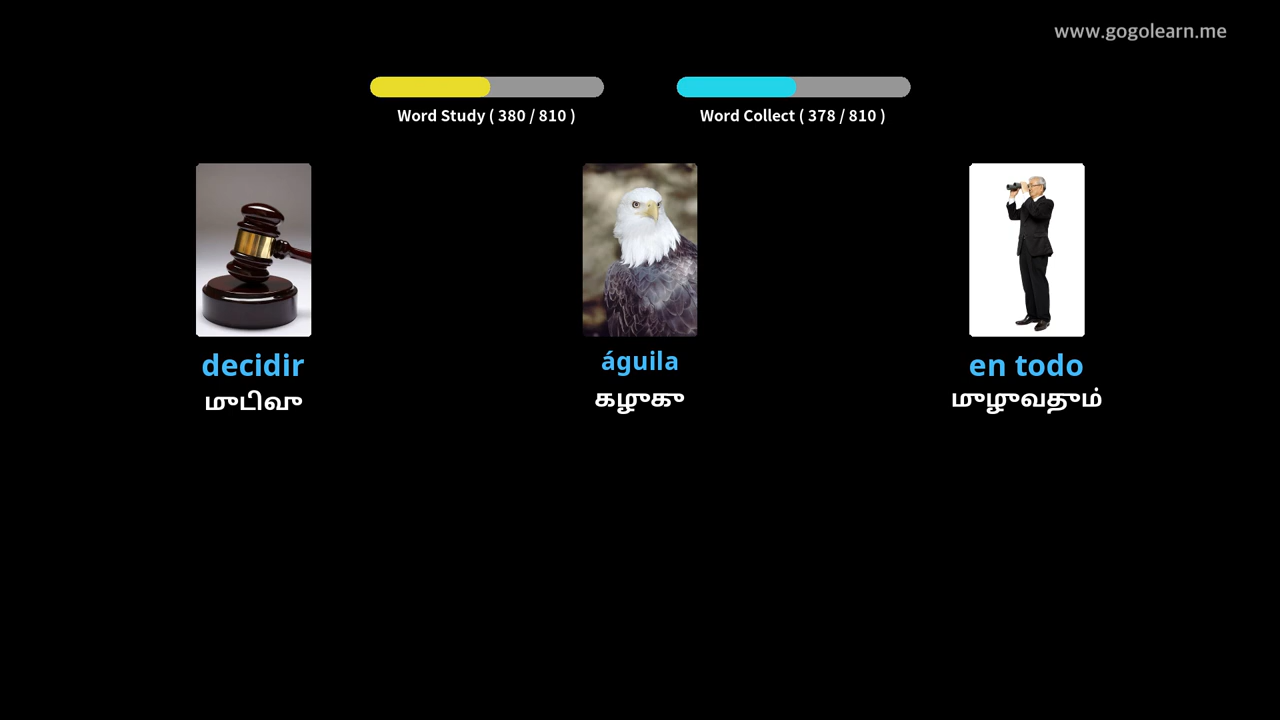 www.gogolearn.me
Word Study ( 380 / 810 )
Word Collect ( 378 / 810 )
decidir
முடிவு
águila
கழுகு
en todo
முழுவதும்